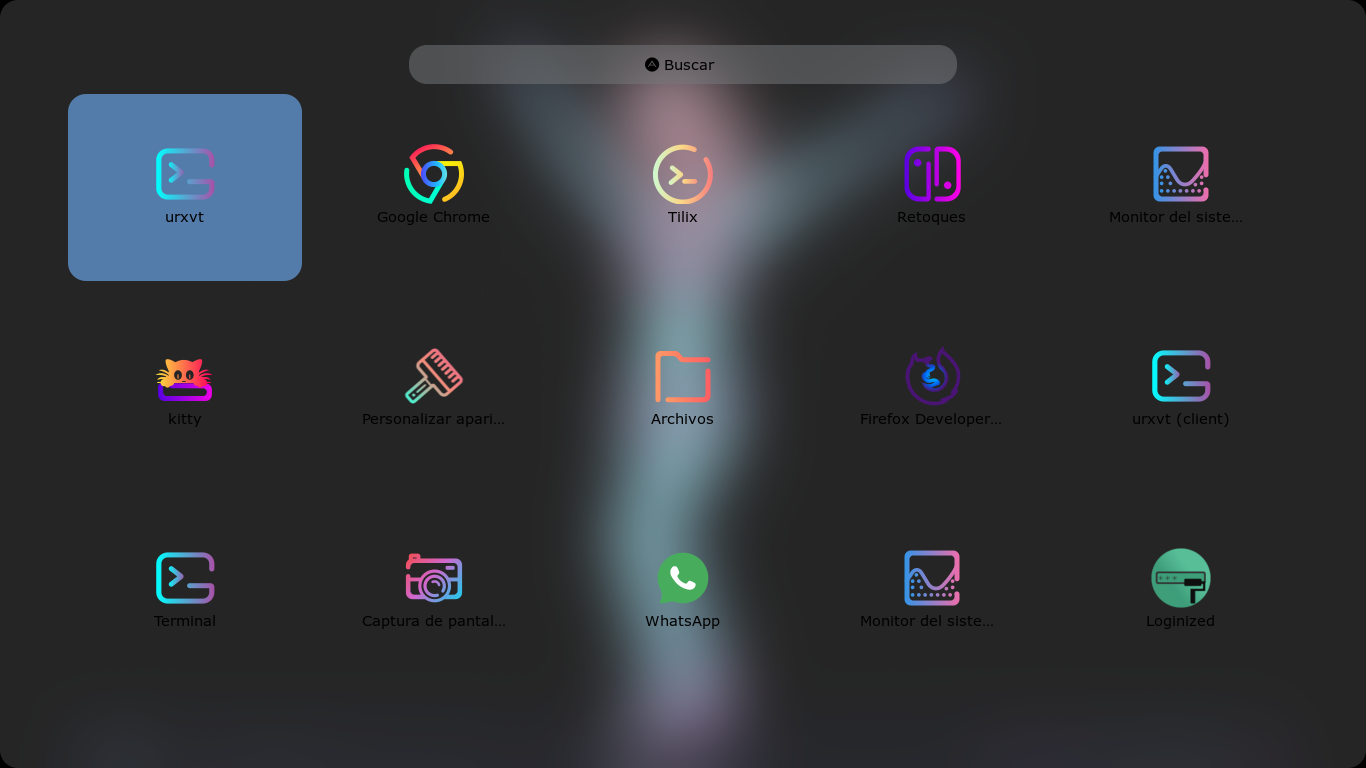 Buscar
urxvt
Google Chrome
Tilix
Retoques
Monitor del siste...
kitty
Personalizar apari...
Archivos
Firefox Developer...
urxvt (client)
Terminal
Captura de pantal...
WhatsApp
Monitor del siste...
Loginized